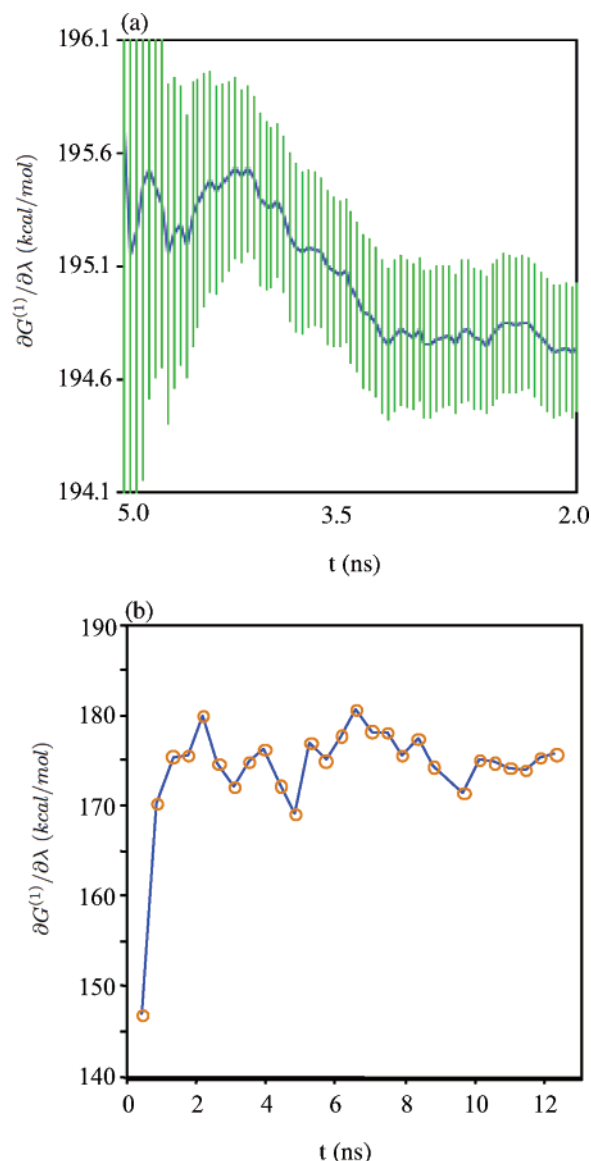 (a)
196.1
195.6
195.1
194.6
194.1
∂G⁽¹⁾/∂λ (kcal/mol)
5.0 3.5 2.0
t (ns)
(b)
190
180
170
160
150
140
∂G⁽¹⁾/∂λ (kcal/mol)
0 2 4 6 8 10 12
t (ns)